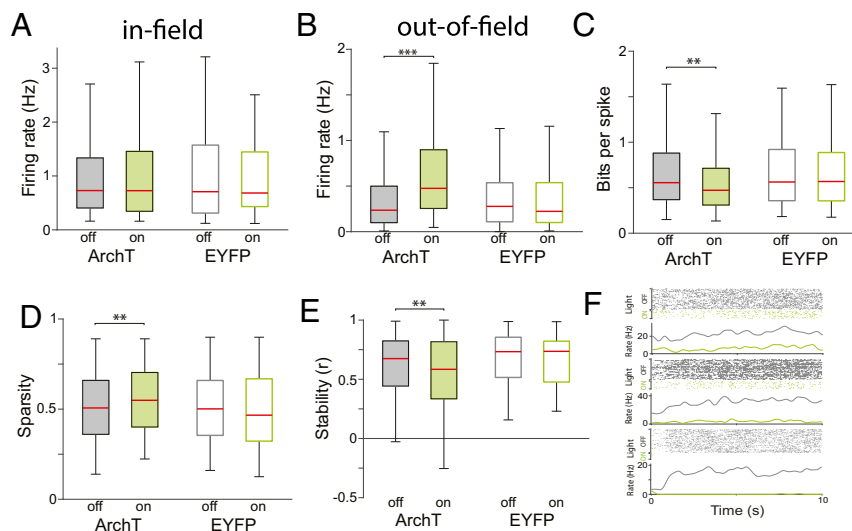 A
in-field
B
out-of-field
C
Firing rate (Hz)
3
2
1
0
off
on
off
on
ArchT
EYFP
Firing rate (Hz)
2
1
0
***
off
on
off
on
ArchT
EYFP
Bits per spike
2
1
0
**
off
on
off
on
ArchT
EYFP
D
Sparsity
1
0.5
0
**
off
on
off
on
ArchT
EYFP
E
Stability (r)
1
0.5
0
-0.5
**
off
on
off
on
ArchT
EYFP
F
Light
OFF
ON
Rate (Hz)
20
0
Light
OFF
ON
Rate (Hz)
40
0
Light
OFF
ON
Rate (Hz)
20
0
0
10
Time (s)